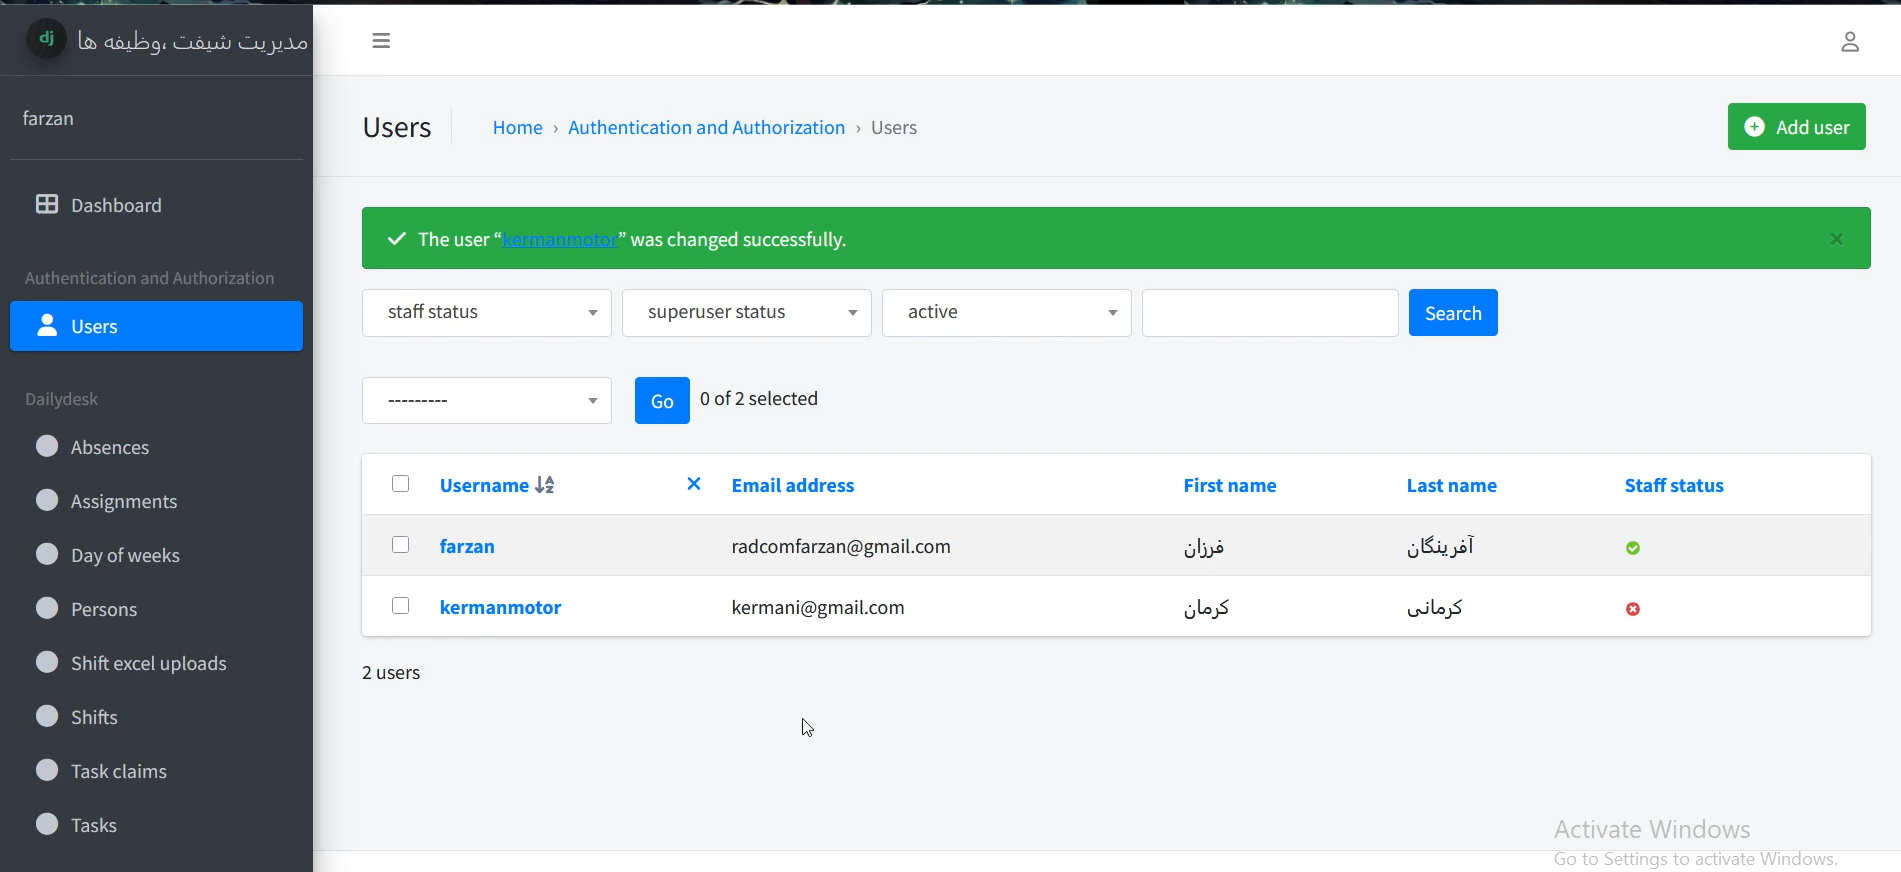 dj مدیریت شیفت ،وظیفه ها
farzan
Dashboard
Authentication and Authorization
Users
Dailydesk
Absences
Assignments
Day of weeks
Persons
Shift excel uploads
Shifts
Task claims
Tasks
Users
Home › Authentication and Authorization › Users
Add user
The user “kermanmotor” was changed successfully.
staff status
superuser status
active
Search
---------
Go
0 of 2 selected
Username Email address First name Last name Staff status
farzan radcomfarzan@gmail.com فرزان آفرینگان
kermanmotor kermani@gmail.com کرمان کرمانی
2 users
Activate Windows
Go to Settings to activate Windows.